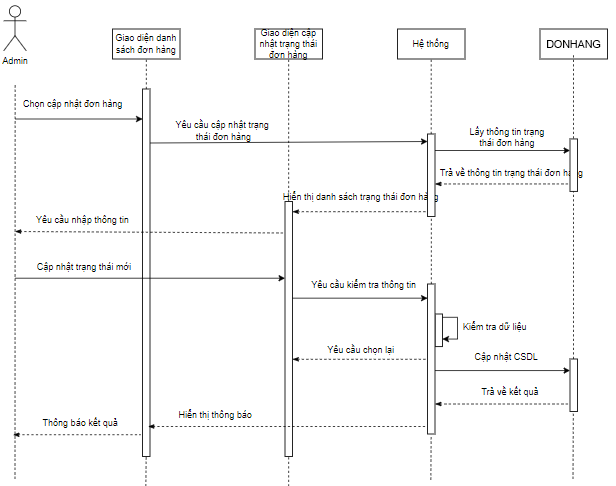 Admin
Giao diện danh
sách đơn hàng
Giao diện cập
nhật trạng thái
đơn hàng
Hệ thống
DONHANG
Chọn cập nhật đơn hàng
Yêu cầu cập nhật trạng
thái đơn hàng
Lấy thông tin trạng
thái đơn hàng
Trả về thông tin trạng thái đơn hàng
Hiển thị danh sách trạng thái đơn hàng
Yêu cầu nhập thông tin
Cập nhật trạng thái mới
Yêu cầu kiểm tra thông tin
Kiểm tra dữ liệu
Yêu cầu chọn lại
Cập nhật CSDL
Trả về kết quả
Hiển thị thông báo
Thông báo kết quả